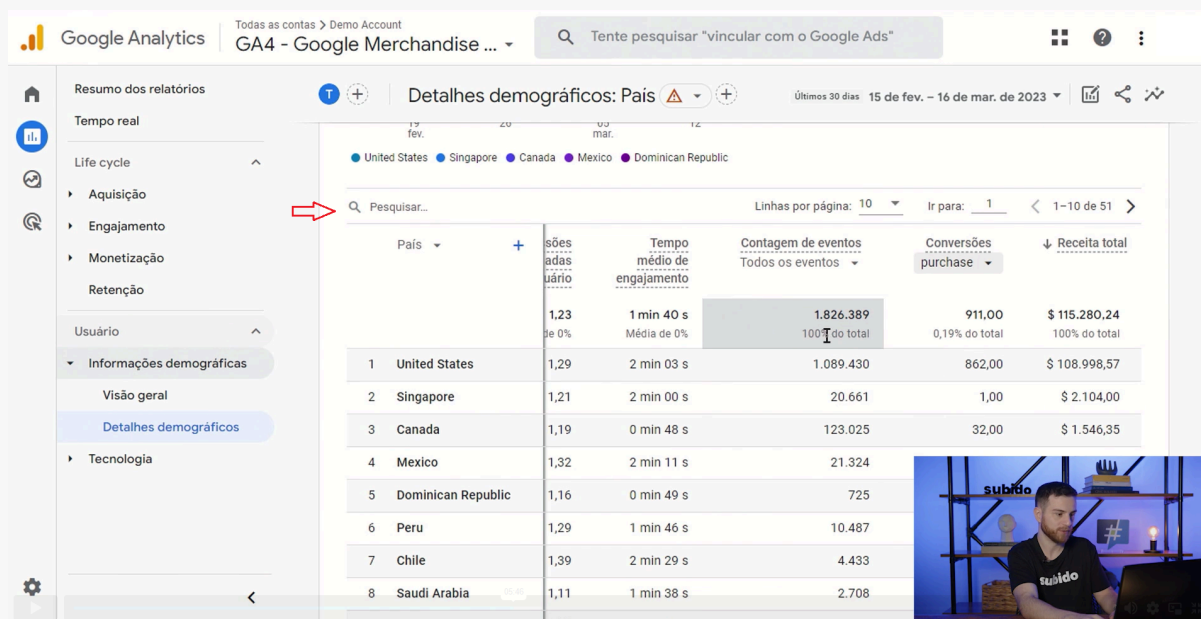 Todas as contas > Demo Account
Google Analytics
GA4 - Google Merchandise ...
Tente pesquisar "vincular com o Google Ads"
Resumo dos relatórios
Tempo real
Life cycle
Aquisição
Engajamento
Monetização
Retenção
Usuário
Informações demográficas
Visão geral
Detalhes demográficos
Tecnologia
T
Detalhes demográficos: País
Últimos 30 dias 15 de fev. – 16 de mar. de 2023
19 26 05 12
fev. mar.
United States Singapore Canada Mexico Dominican Republic
Pesquisar...
Linhas por página: 10 Ir para: 1 1–10 de 51
País +
sões
adas
uário
Tempo
médio de
engajamento
Contagem de eventos
Todos os eventos
Conversões
purchase
Receita total
1,23 1 min 40 s 1.826.389 911,00 $ 115.280,24
de 0% Média de 0% 100% do total 0,19% do total 100% do total
1 United States 1,29 2 min 03 s 1.089.430 862,00 $ 108.998,57
2 Singapore 1,21 2 min 00 s 20.661 1,00 $ 2.104,00
3 Canada 1,19 0 min 48 s 123.025 32,00 $ 1.546,35
4 Mexico 1,32 2 min 11 s 21.324
5 Dominican Republic 1,16 0 min 49 s 725
6 Peru 1,29 1 min 46 s 10.487
7 Chile 1,39 2 min 29 s 4.433
8 Saudi Arabia 1,11 1 min 38 s 2.708
subido
#
subido